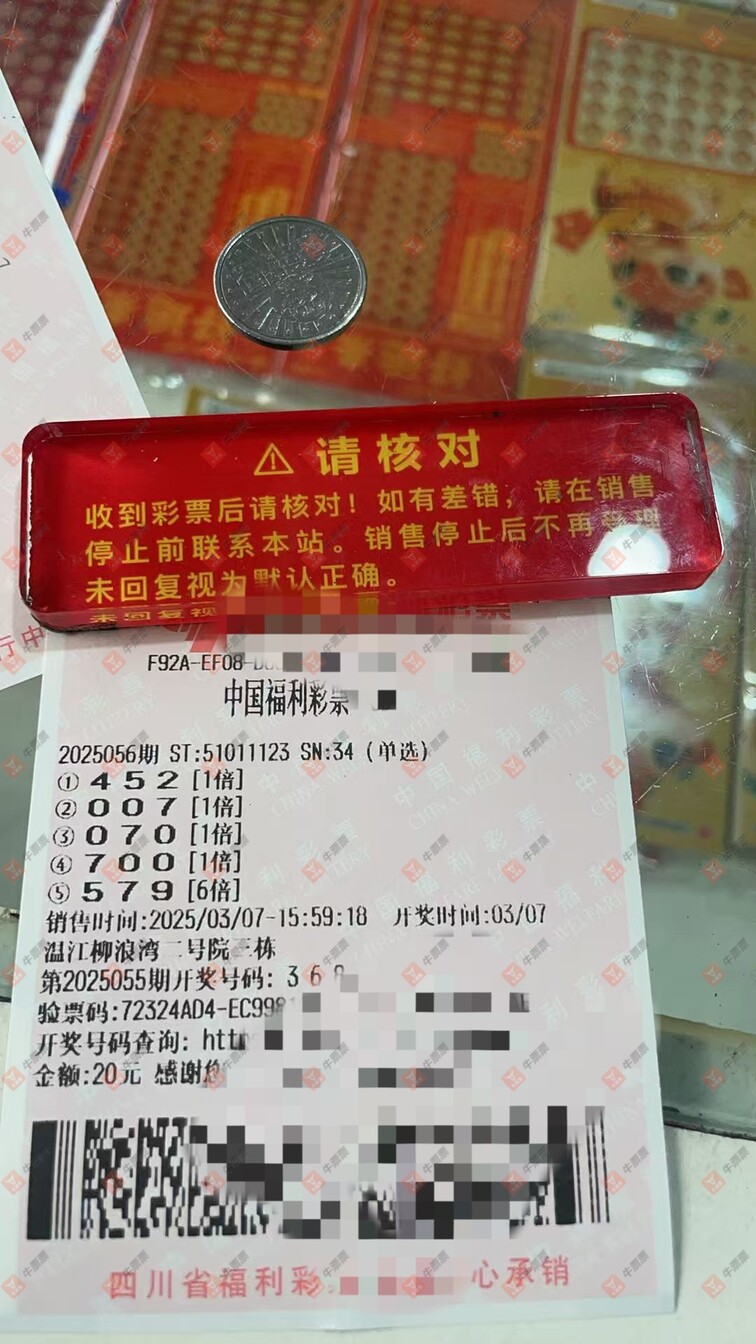 请核对
收到彩票后请核对！如有差错，请在销售
停止前联系本站。销售停止后不再受理
未回复视为默认正确。
行中
F92A-EF08-
中国福利彩票
2025056期 ST:51011123 SN:34 (单选)
① 4 5 2 [1倍]
② 0 0 7 [1倍]
③ 0 7 0 [1倍]
④ 7 0 0 [1倍]
⑤ 5 7 9 [6倍]
销售时间:2025/03/07-15:59:18 开奖时间:03/07
温江柳浪湾二号院三栋
第2025055期开奖号码: 3 6
验票码:72324AD4-EC99
开奖号码查询: htt
金额:20元 感谢您
四川省福利彩 心承销
牛票票